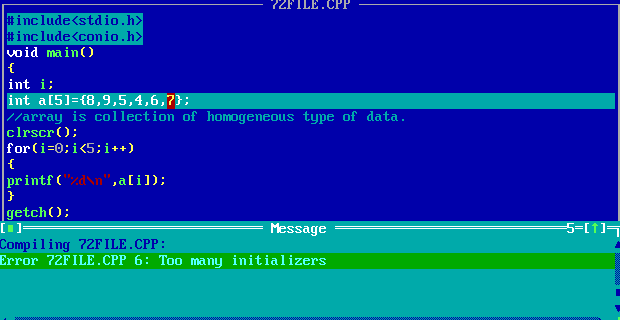 72FILE.CPP
#include<stdio.h>
#include<conio.h>
void main()
{
int i;
int a[5]={8,9,5,4,6,7};
//array is collection of homogeneous type of data.
clrscr();
for(i=0;i<5;i++)
{
printf("%d\n",a[i]);
}
getch();
Message 5=[↑]
Compiling 72FILE.CPP:
Error 72FILE.CPP 6: Too many initializers